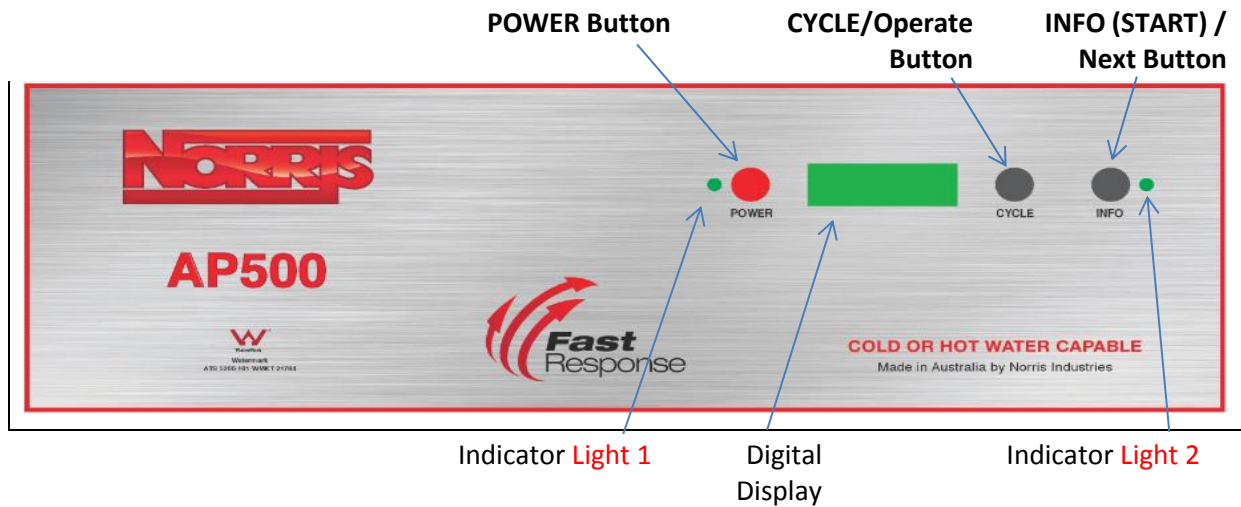 POWER Button
CYCLE/Operate
Button
INFO (START) /
Next Button
NORRIS
POWER
CYCLE
INFO
AP500
Watermark
Fast
Response
COLD OR HOT WATER CAPABLE
Made in Australia by Norris Industries
Indicator Light 1
Digital
Display
Indicator Light 2